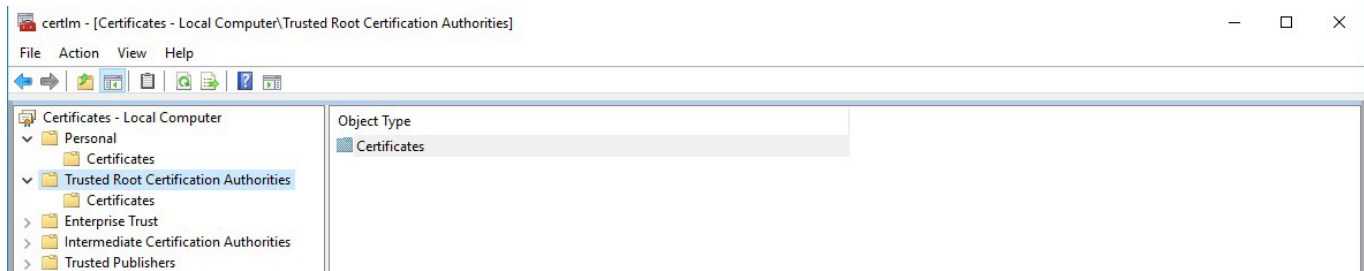 certlm - [Certificates - Local Computer\Trusted Root Certification Authorities]
File Action View Help
Certificates - Local Computer
Personal
Certificates
Trusted Root Certification Authorities
Certificates
Enterprise Trust
Intermediate Certification Authorities
Trusted Publishers
Object Type
Certificates